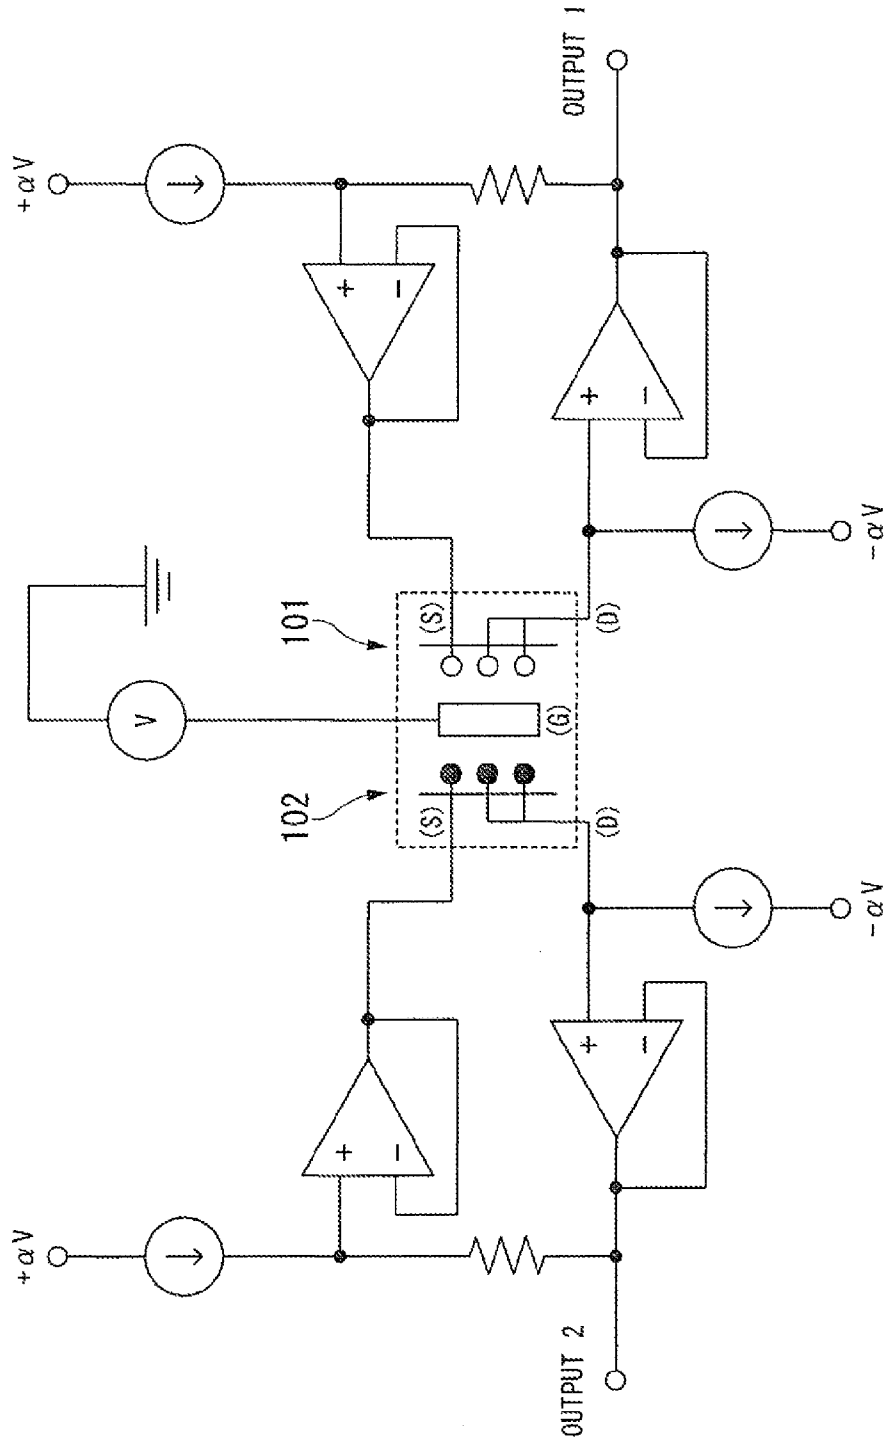 +αV
+αV
OUTPUT 1
+
−
+
−
−αV
V
101
102
(S)
(S)
(G)
(D)
(D)
+
−
+
−
−αV
OUTPUT 2